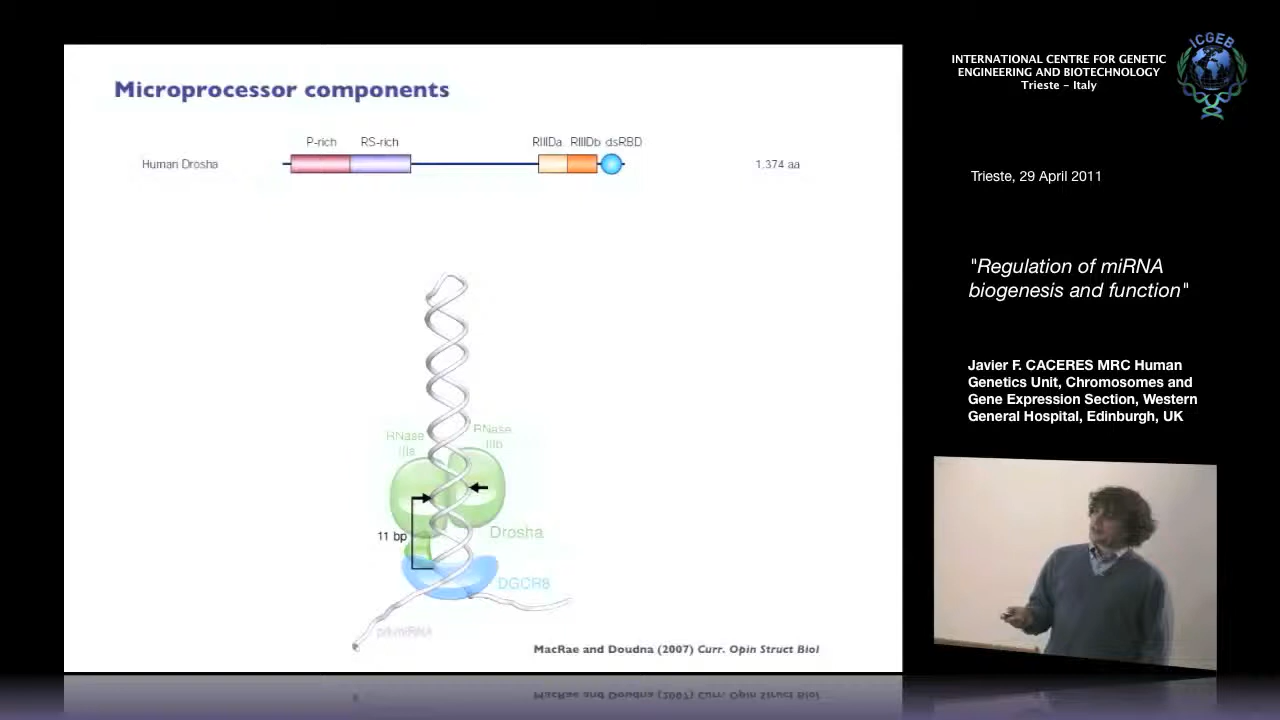 Microprocessor components
P-rich RS-rich RIIIDa RIIIDb dsRBD
Human Drosha 1.374 aa
RNase
IIIa
RNase
IIIb
11 bp
Drosha
DGCR8
pri-miRNA
MacRae and Doudna (2007) Curr. Opin Struct Biol
INTERNATIONAL CENTRE FOR GENETIC
ENGINEERING AND BIOTECHNOLOGY
Trieste - Italy
ICGEB
Trieste, 29 April 2011
"Regulation of miRNA
biogenesis and function"
Javier F. CACERES MRC Human
Genetics Unit, Chromosomes and
Gene Expression Section, Western
General Hospital, Edinburgh, UK